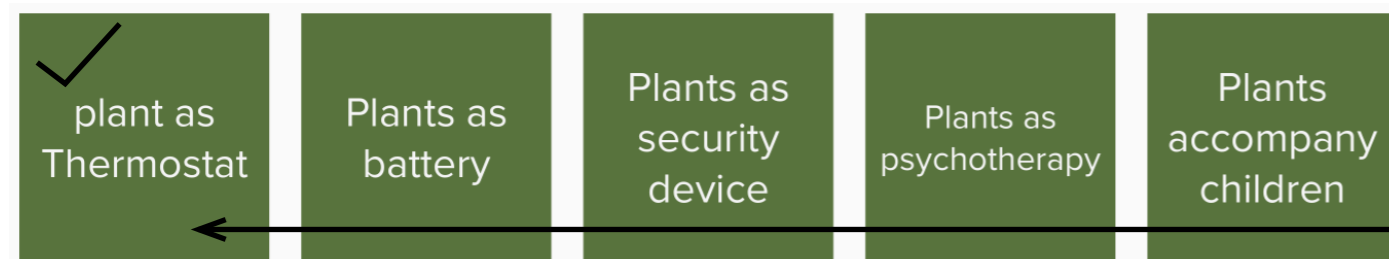 plant as
Thermostat
Plants as
battery
Plants as
security
device
Plants as
psychotherapy
Plants
accompany
children